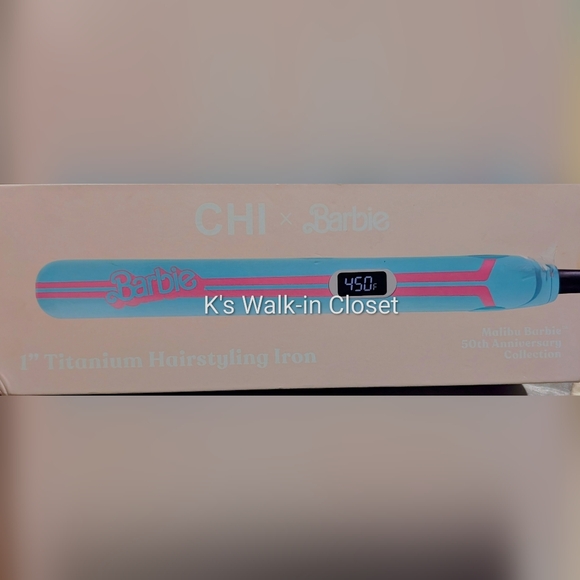 CHI × Barbie
Barbie
450F
K's Walk-in Closet
Malibu Barbie
50th Anniversary
Collection
1" Titanium Hairstyling Iron